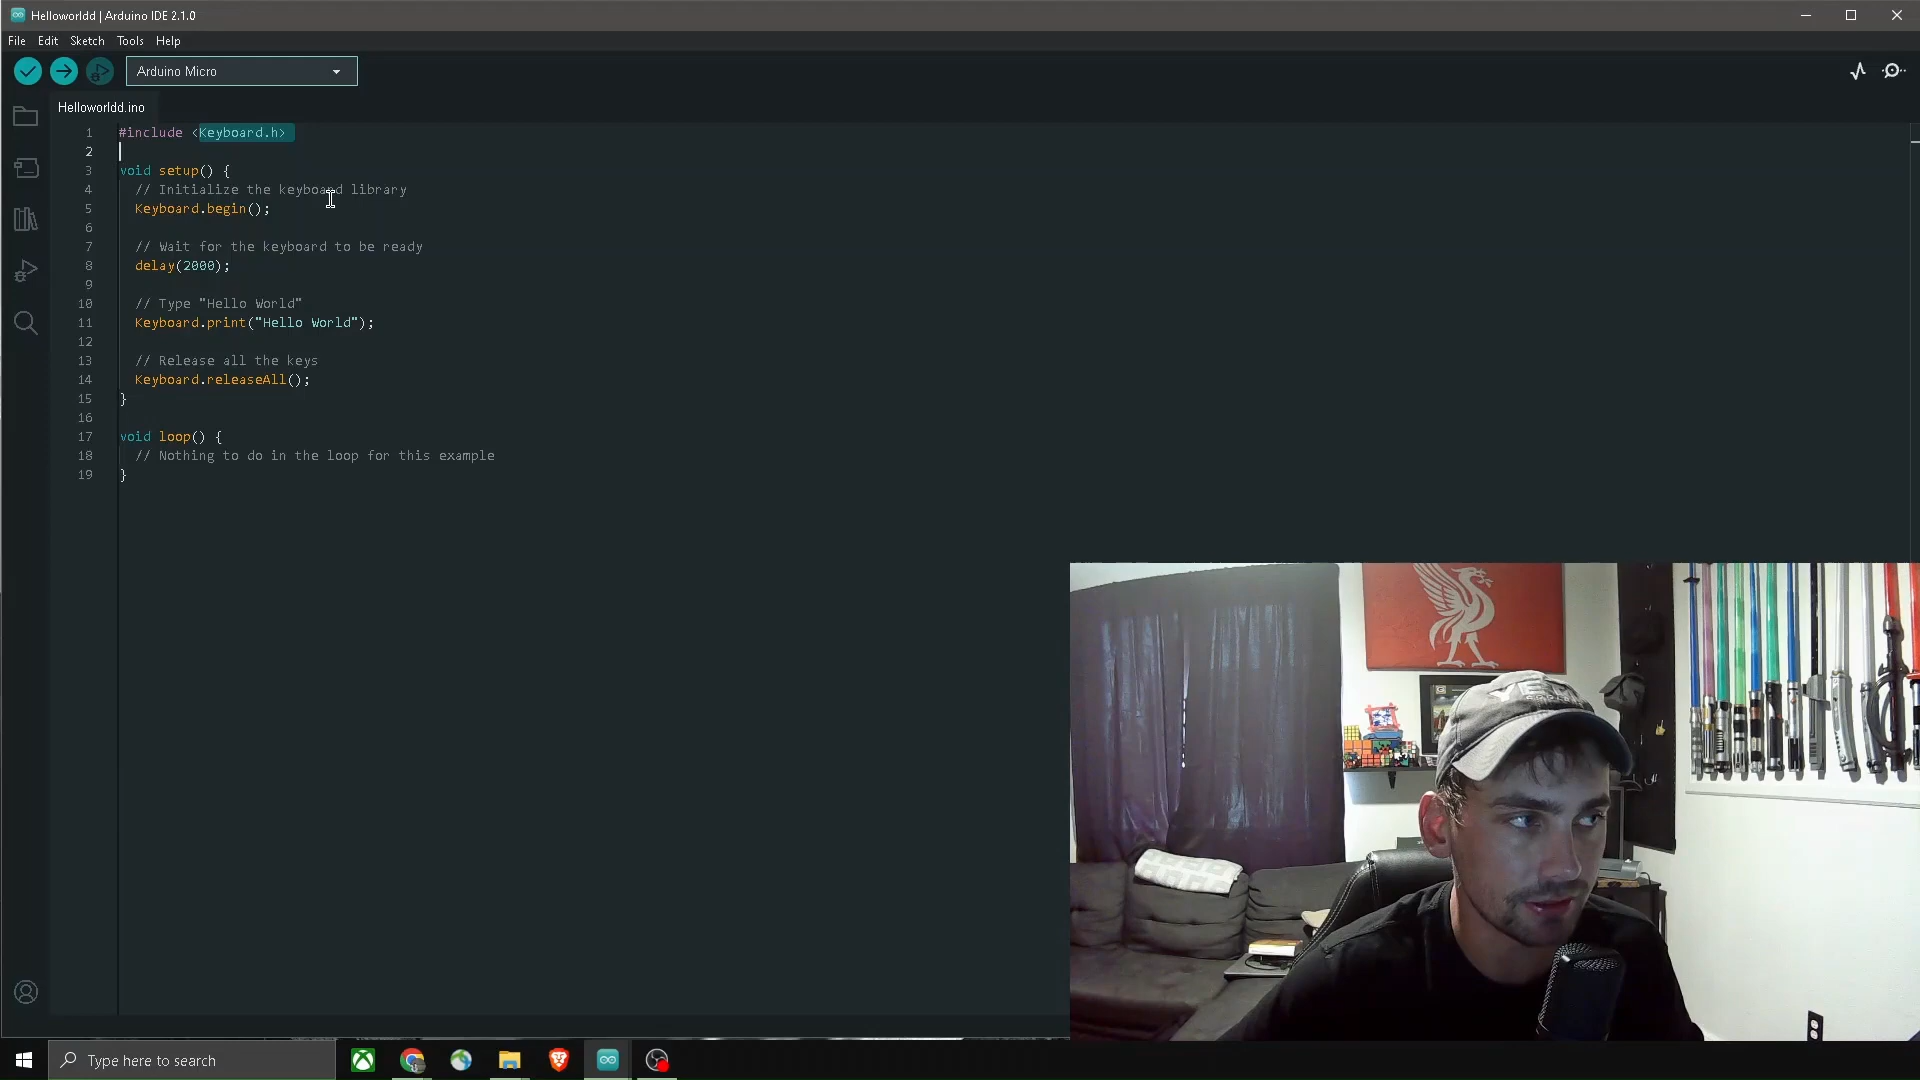 Helloworldd | Arduino IDE 2.1.0
File Edit Sketch Tools Help
Arduino Micro
Helloworldd.ino
1 #include <Keyboard.h>
2
3 void setup() {
4 // Initialize the keyboard library
5 Keyboard.begin();
6
7 // Wait for the keyboard to be ready
8 delay(2000);
9
10 // Type "Hello World"
11 Keyboard.print("Hello World");
12
13 // Release all the keys
14 Keyboard.releaseAll();
15 }
16
17 void loop() {
18 // Nothing to do in the loop for this example
19 }
Type here to search